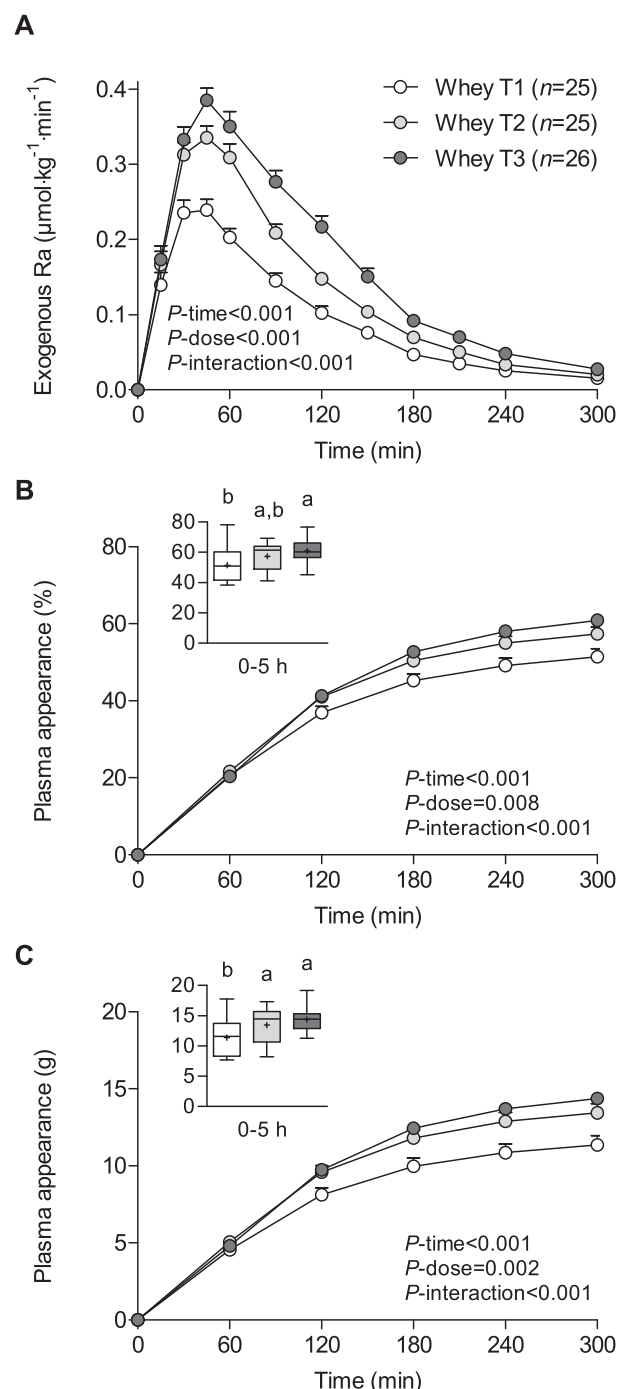 A
Exogenous Ra (µmol·kg⁻¹·min⁻¹)
0.4
0.3
0.2
0.1
0.0
Whey T1 (n=25)
Whey T2 (n=25)
Whey T3 (n=26)
P-time<0.001
P-dose<0.001
P-interaction<0.001
0 60 120 180 240 300
Time (min)
B
Plasma appearance (%)
80
60
40
20
0
b a,b a
80
60
40
20
0
0-5 h
P-time<0.001
P-dose=0.008
P-interaction<0.001
0 60 120 180 240 300
Time (min)
C
Plasma appearance (g)
20
15
10
5
0
b a a
20
15
10
5
0
0-5 h
P-time<0.001
P-dose=0.002
P-interaction<0.001
0 60 120 180 240 300
Time (min)